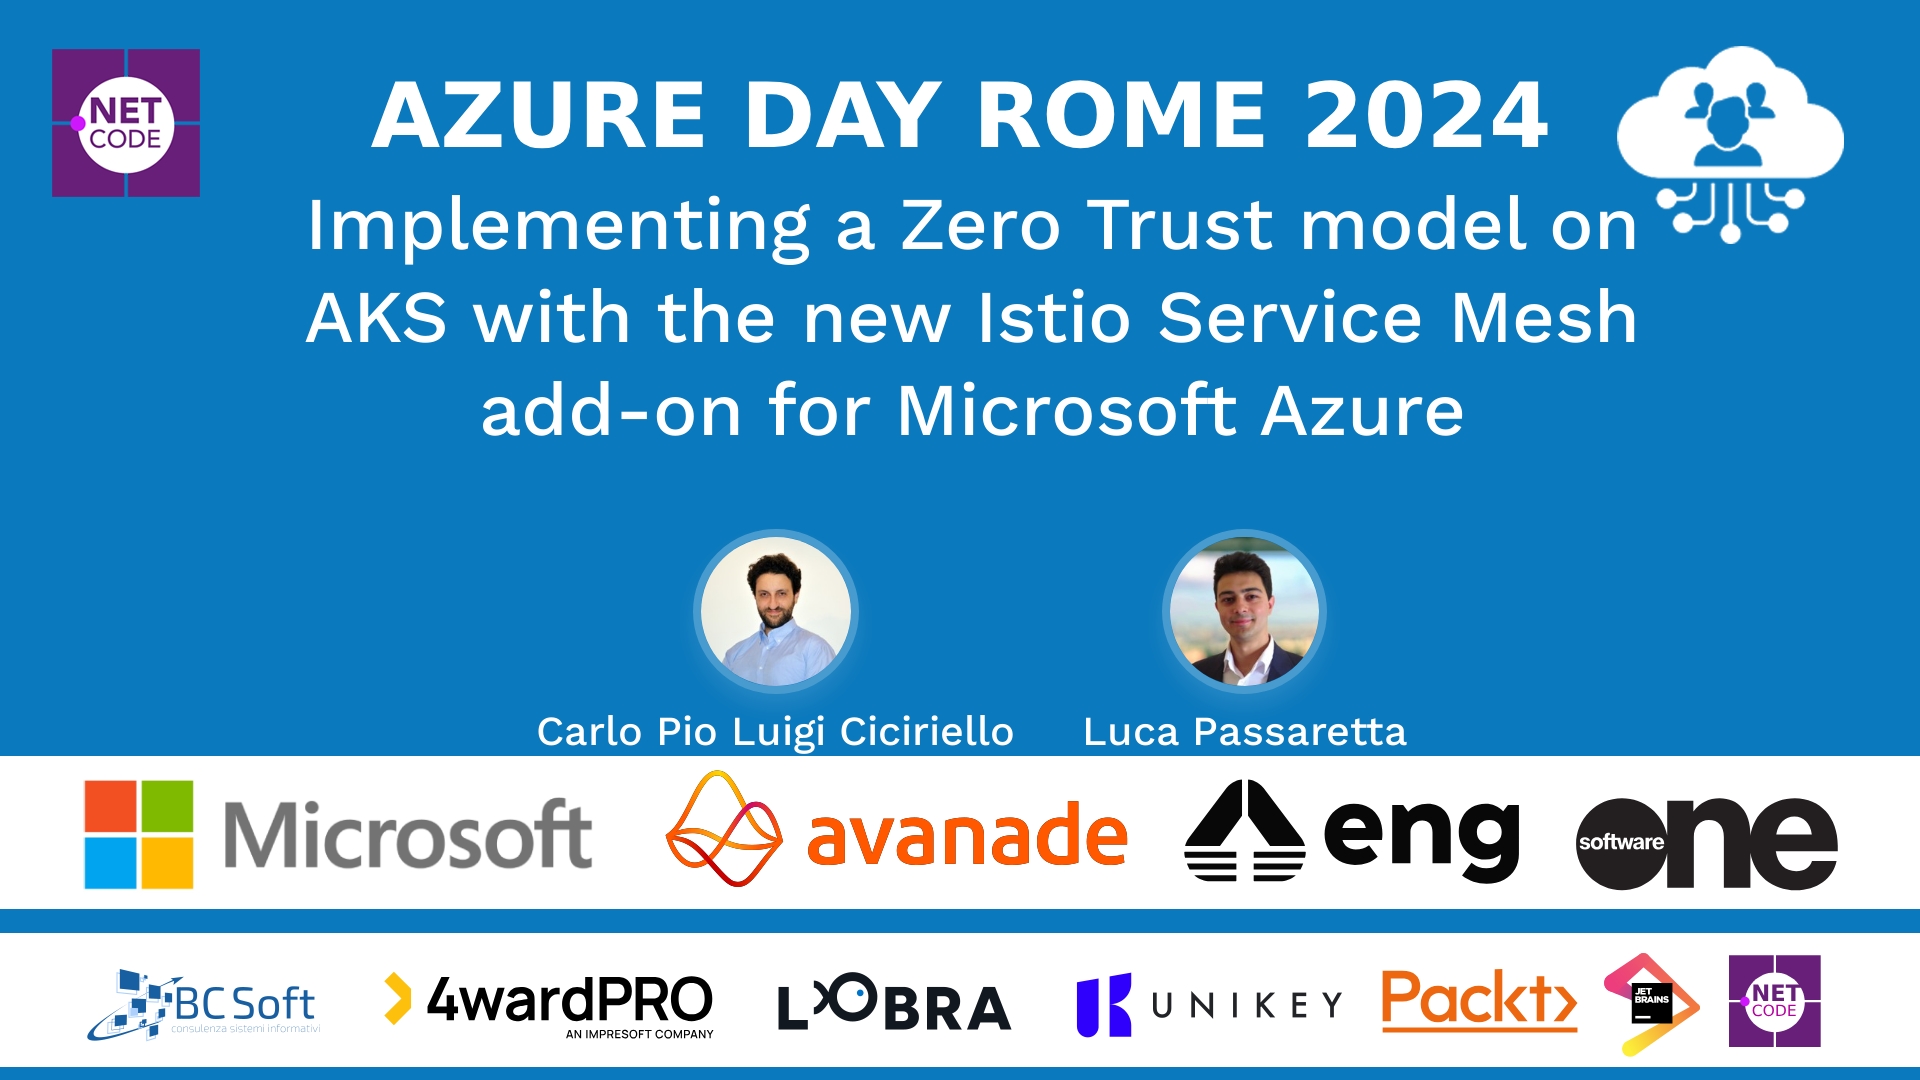 NET
CODE
AZURE DAY ROME 2024
Implementing a Zero Trust model on
AKS with the new Istio Service Mesh
add-on for Microsoft Azure
Carlo Pio Luigi Ciciriello
Luca Passaretta
Microsoft
avanade
eng
software one
BC Soft
consulenza sistemi informativi
4wardPRO
AN IMPRESOFT COMPANY
LOBRA
UNIKEY
Packt>
JET
BRAINS
NET
CODE